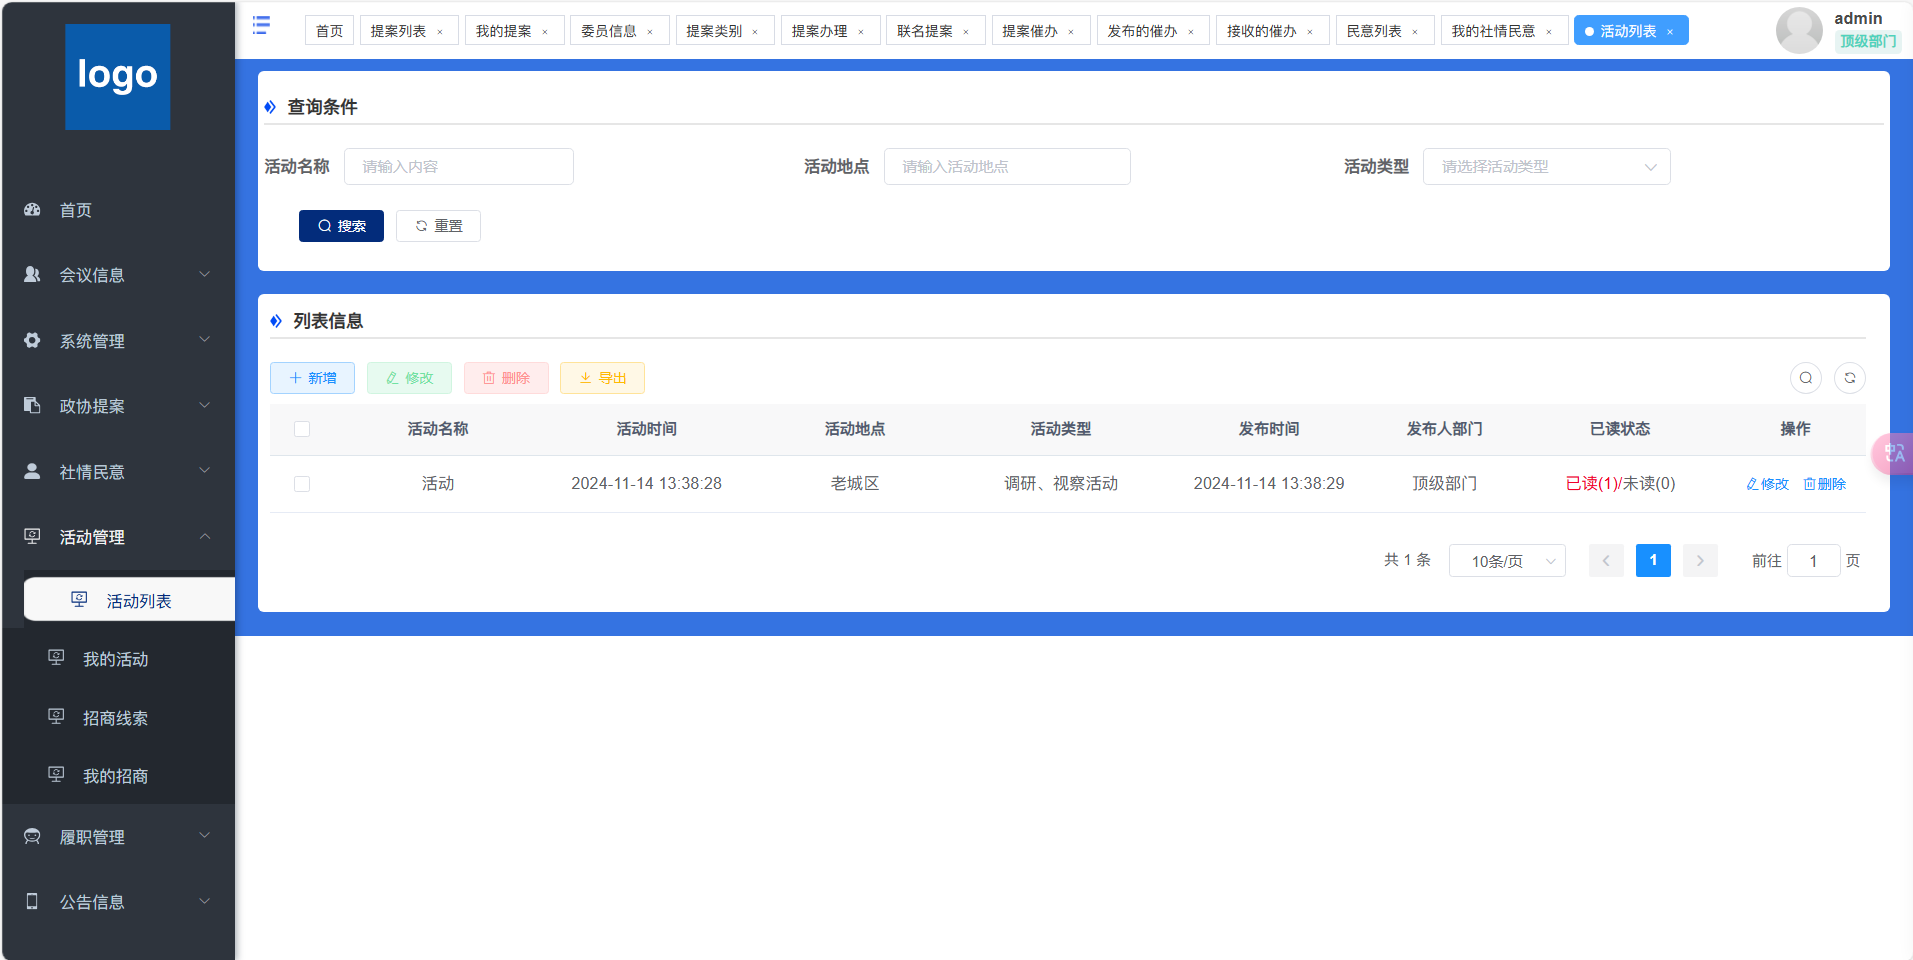 logo
首页
会议信息
系统管理
政协提案
社情民意
活动管理
活动列表
我的活动
招商线索
我的招商
履职管理
公告信息
首页 提案列表 × 我的提案 × 委员信息 × 提案类别 × 提案办理 × 联名提案 × 提案催办 × 发布的催办 × 接收的催办 × 民意列表 × 我的社情民意 × 活动列表 ×
admin
顶级部门
查询条件
活动名称 请输入内容 活动地点 请输入活动地点 活动类型 请选择活动类型
搜索 重置
列表信息
新增 修改 删除 导出
活动名称 活动时间 活动地点 活动类型 发布时间 发布人部门 已读状态 操作
活动 2024-11-14 13:38:28 老城区 调研、视察活动 2024-11-14 13:38:29 顶级部门 已读(1)/未读(0) 修改 删除
共 1 条 10条/页 1 前往 1 页
中A